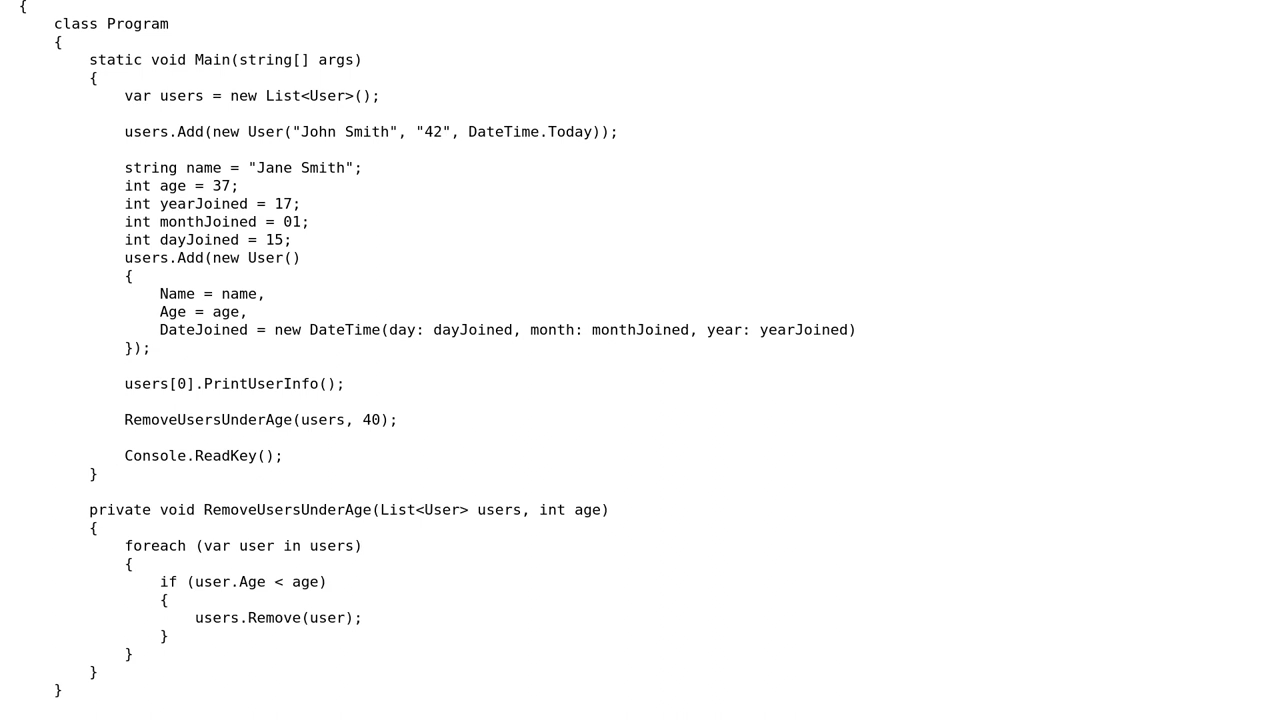 {
    class Program
    {
        static void Main(string[] args)
        {
            var users = new List<User>();

            users.Add(new User("John Smith", "42", DateTime.Today));

            string name = "Jane Smith";
            int age = 37;
            int yearJoined = 17;
            int monthJoined = 01;
            int dayJoined = 15;
            users.Add(new User()
            {
                Name = name,
                Age = age,
                DateJoined = new DateTime(day: dayJoined, month: monthJoined, year: yearJoined)
            });

            users[0].PrintUserInfo();

            RemoveUsersUnderAge(users, 40);

            Console.ReadKey();
        }

        private void RemoveUsersUnderAge(List<User> users, int age)
        {
            foreach (var user in users)
            {
                if (user.Age < age)
                {
                    users.Remove(user);
                }
            }
        }
    }